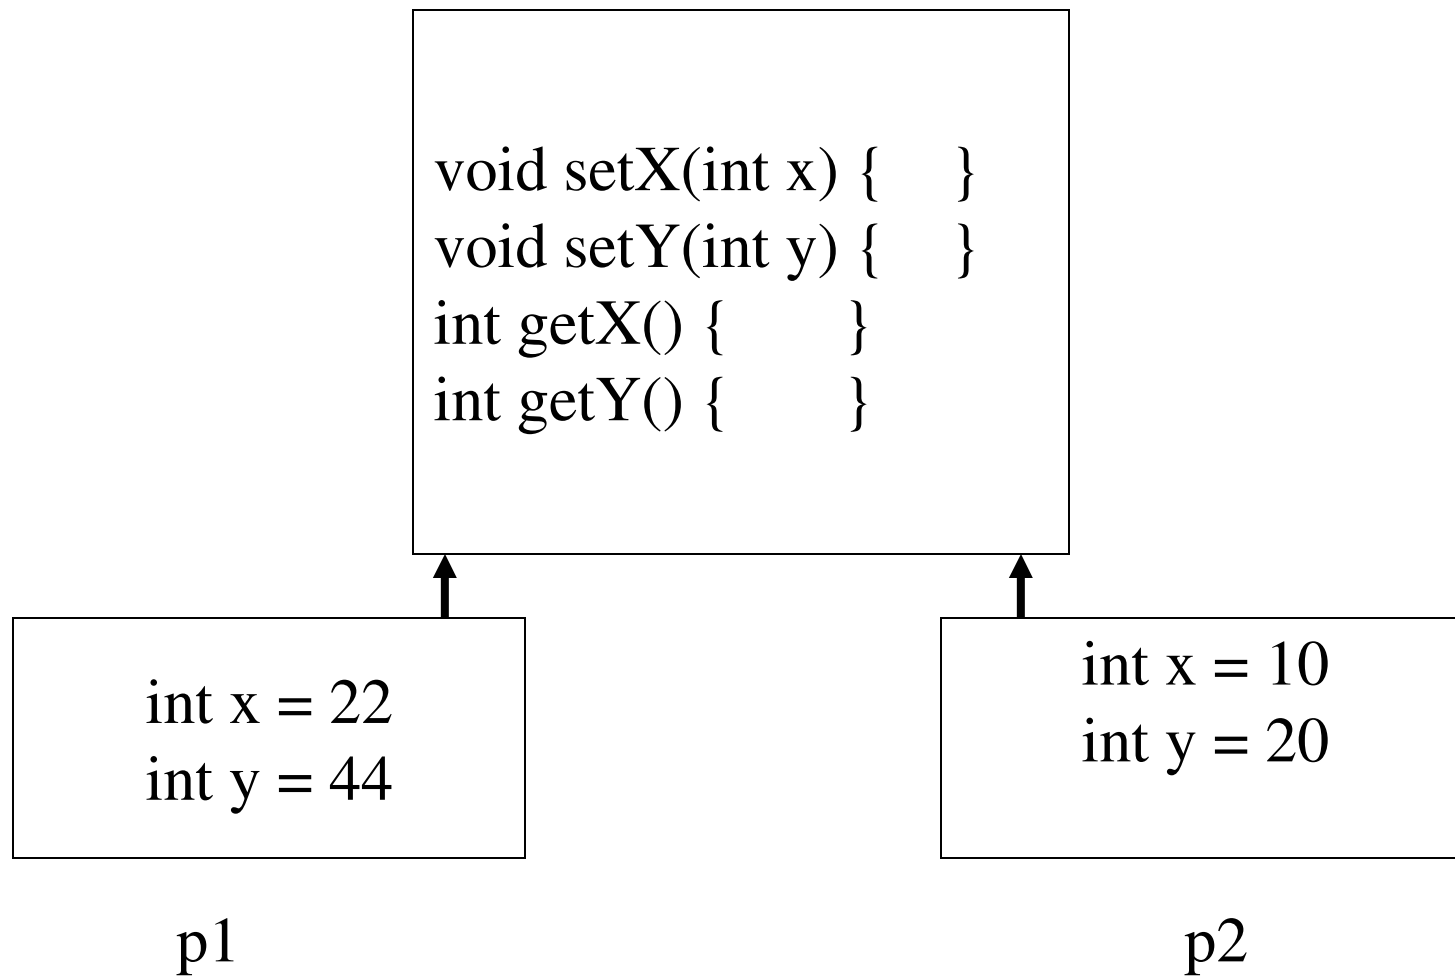 void setX(int x) { }
void setY(int y) { }
int getX() { }
int getY() { }
int x = 22
int y = 44
int x = 10
int y = 20
p1
p2